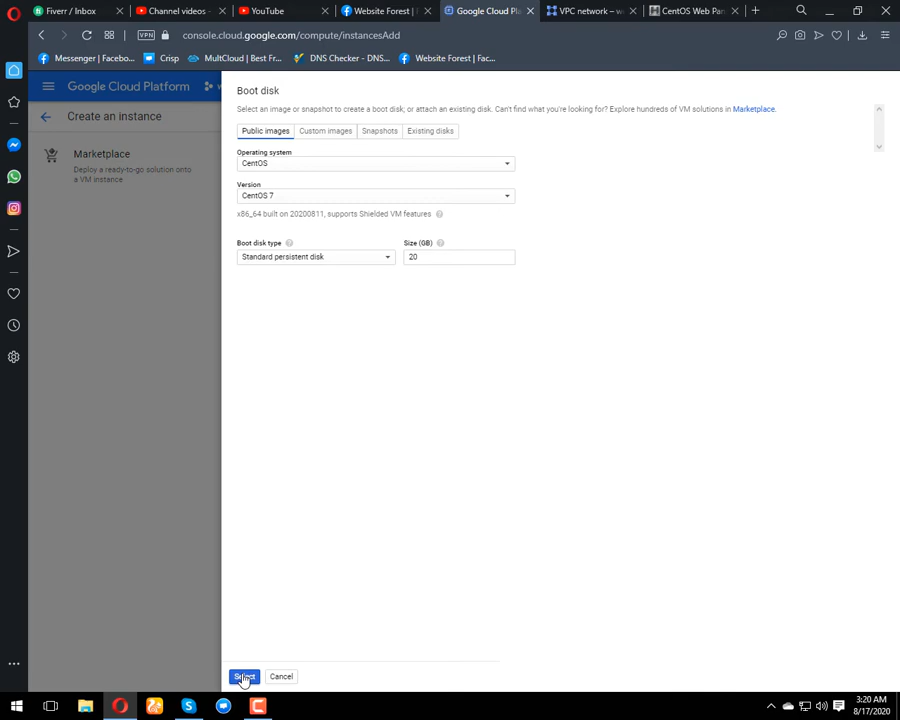 Fiverr / Inbox
Channel videos -
YouTube
Website Forest |
Google Cloud Pla
VPC network –
CentOS Web Pan
VPN
console.cloud.google.com/compute/instancesAdd
Messenger | Facebo...
Crisp
MultCloud | Best Fr...
DNS Checker - DNS...
Website Forest | Fac...
Google Cloud Platform
Create an instance
Marketplace
Deploy a ready-to-go solution onto
a VM instance
Boot disk
Select an image or snapshot to create a boot disk; or attach an existing disk. Can't find what you're looking for? Explore hundreds of VM solutions in Marketplace.
Public images
Custom images
Snapshots
Existing disks
Operating system
CentOS
Version
CentOS 7
x86_64 built on 20200811, supports Shielded VM features
Boot disk type
Size (GB)
Standard persistent disk
20
Select
Cancel
3:20 AM
8/17/2020